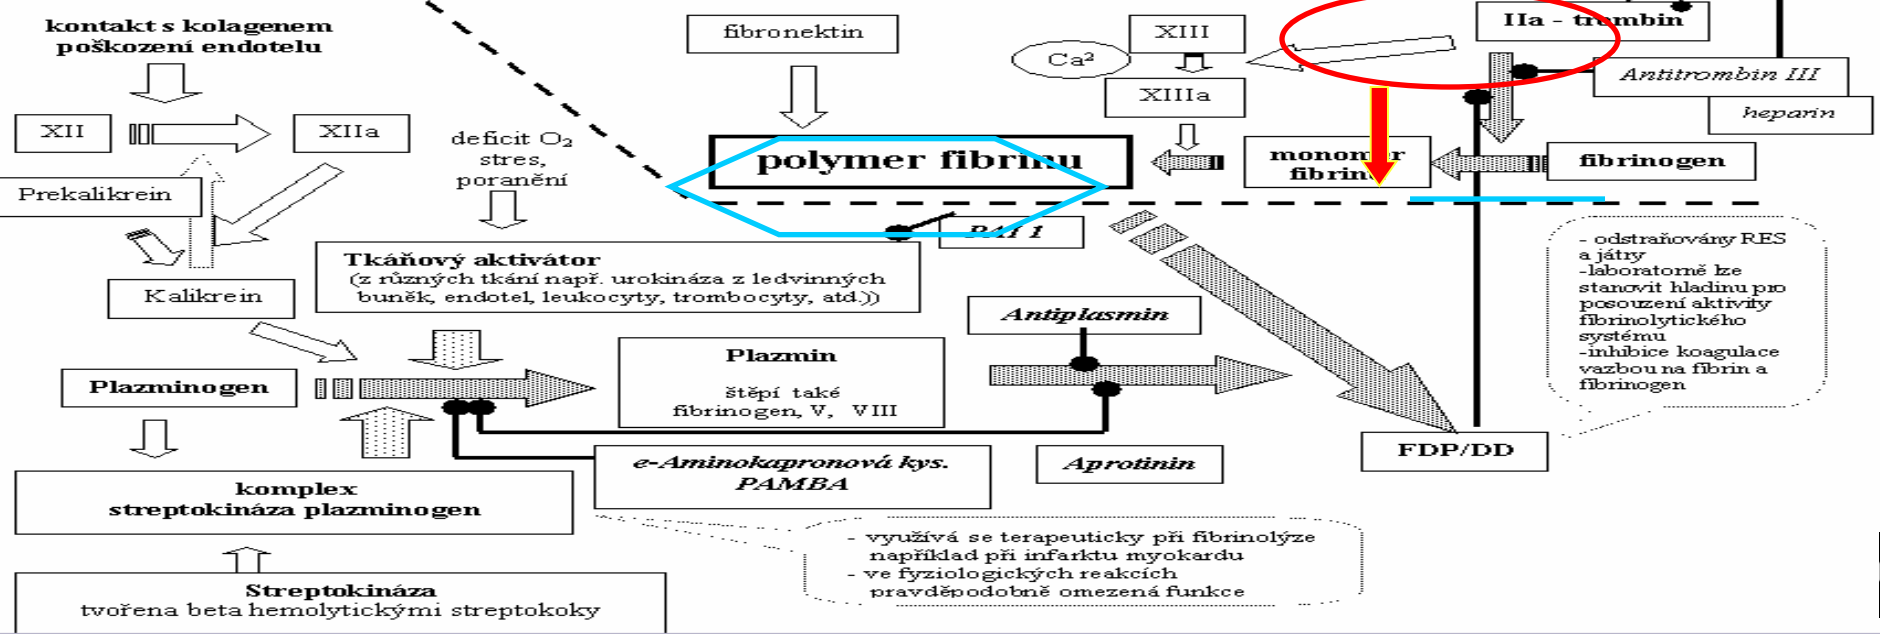 kontakt s kolagenem
poškození endotelu
fibronektin
XIII
Ca²
XIIIa
IIa - trombin
Antitrombin III
heparin
XII
XIIa
deficit O₂
stres,
poranění
polymer fibrinu
monomer
fibrinu
fibrinogen
Prekalikrein
PAI 1
Tkáňový aktivátor
(z různých tkání např. urokináza z ledvinných
buněk, endotel, leukocyty, trombocyty, atd.))
Kalikrein
- odstraňovány RES
a játry
-laboratorně lze
stanovit hladinu pro
posouzení aktivity
fibrinolytického
systému
-inhibice koagulace
vazbou na fibrin a
fibrinogen
Antiplasmin
Plazminogen
Plazmin
štěpí také
fibrinogen, V, VIII
FDP/DD
e-Aminokapronová kys.
PAMBA
Aprotinin
komplex
streptokináza plazminogen
- využívá se terapeuticky při fibrinolýze
například při infarktu myokardu
- ve fyziologických reakcích
pravděpodobně omezená funkce
Streptokináza
tvořena beta hemolytickými streptokoky